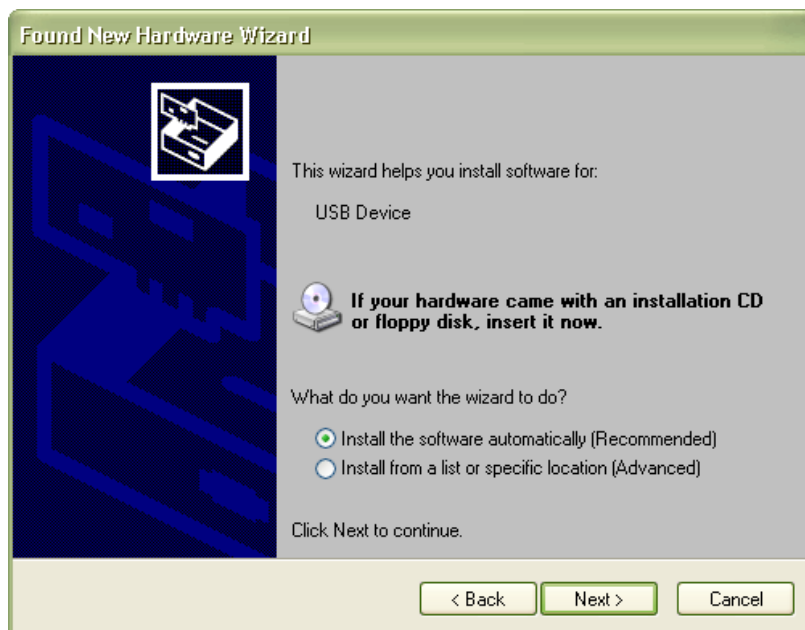 Found New Hardware Wizard
This wizard helps you install software for:
USB Device
If your hardware came with an installation CD
or floppy disk, insert it now.
What do you want the wizard to do?
Install the software automatically (Recommended)
Install from a list or specific location (Advanced)
Click Next to continue.
< Back Next > Cancel